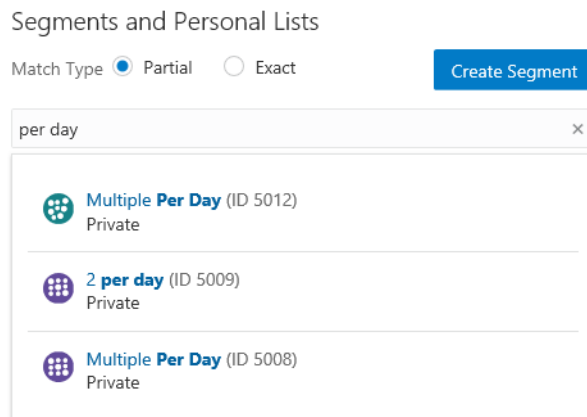 Segments and Personal Lists
Match Type Partial Exact Create Segment
per day ×
Multiple Per Day (ID 5012)
Private
2 per day (ID 5009)
Private
Multiple Per Day (ID 5008)
Private